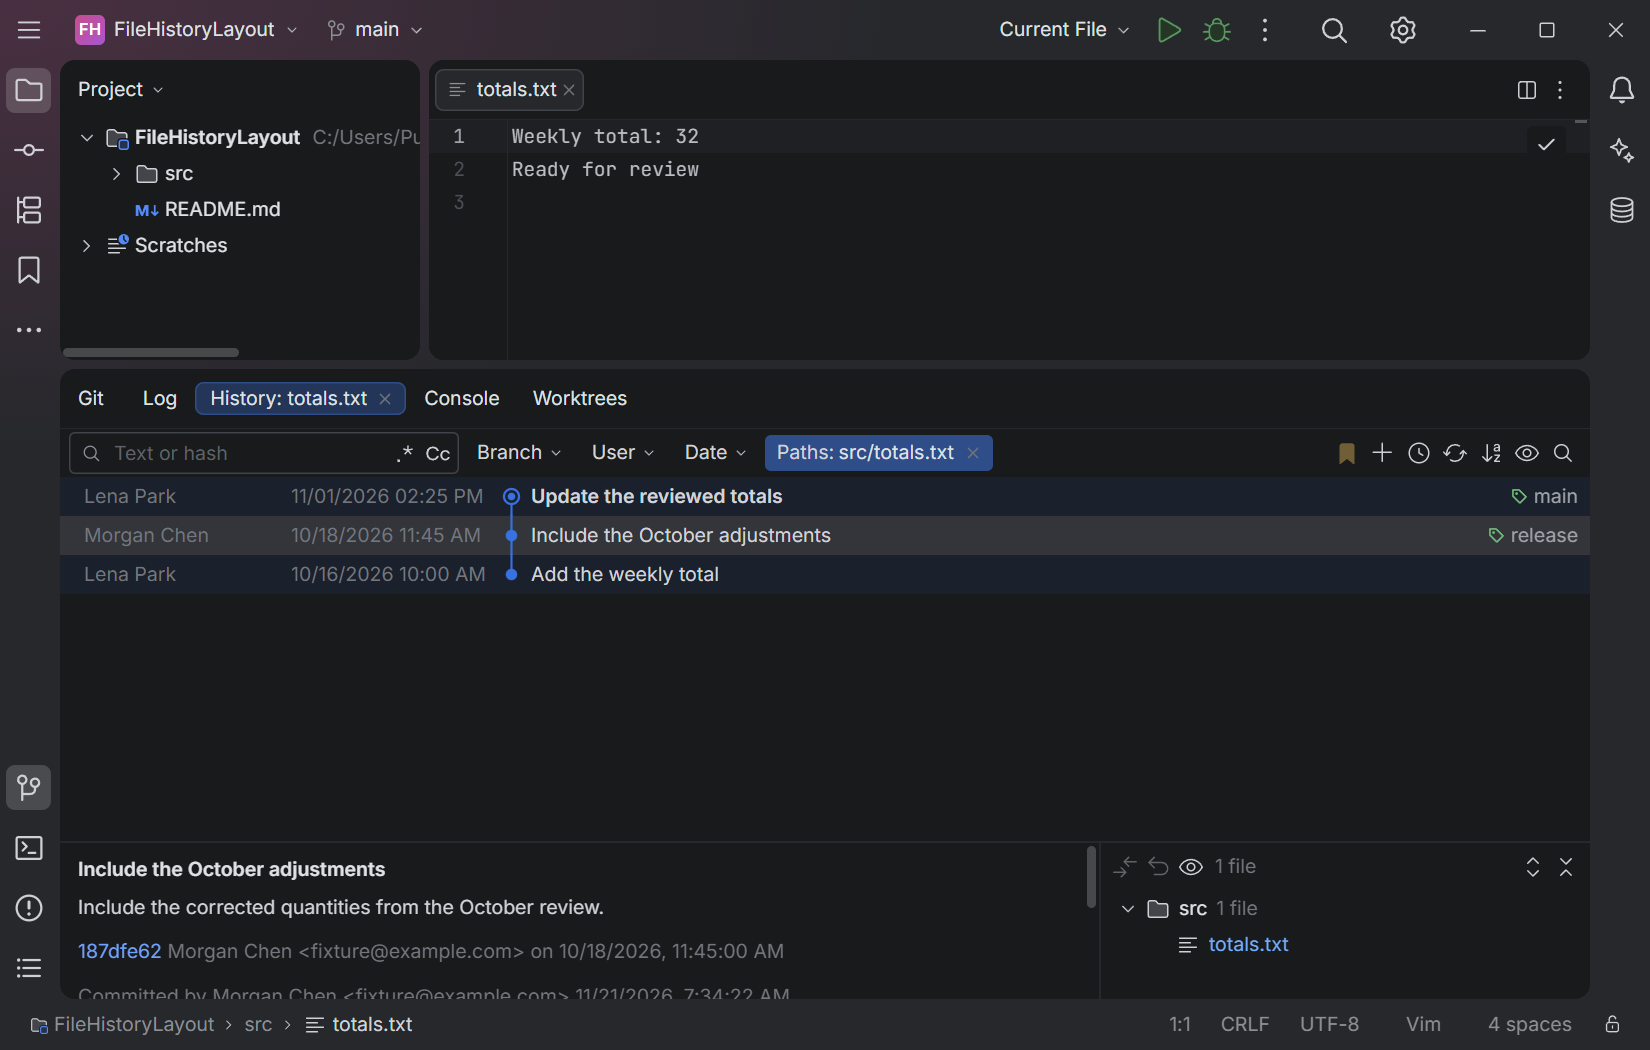 FH FileHistoryLayout main Current File
Project
FileHistoryLayout C:/Users/Pu
src
M↓ README.md
Scratches
totals.txt
1 Weekly total: 32
2 Ready for review
3
Git Log History: totals.txt Console Worktrees
Text or hash .* Cc Branch User Date Paths: src/totals.txt
Lena Park 11/01/2026 02:25 PM Update the reviewed totals main
Morgan Chen 10/18/2026 11:45 AM Include the October adjustments release
Lena Park 10/16/2026 10:00 AM Add the weekly total
Include the October adjustments
Include the corrected quantities from the October review.
187dfe62 Morgan Chen <fixture@example.com> on 10/18/2026, 11:45:00 AM
Committed by Morgan Chen <fixture@example.com> 11/21/2026, 7:34:22 AM
1 file
src 1 file
totals.txt
FileHistoryLayout › src › totals.txt 1:1 CRLF UTF-8 Vim 4 spaces